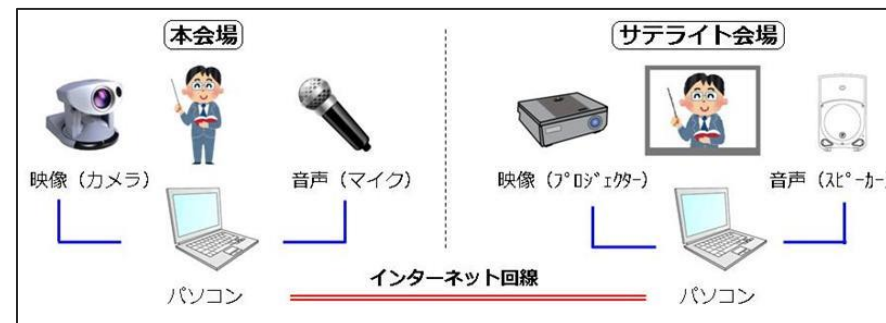 本会場
サテライト会場
映像（カメラ）
音声（マイク）
映像（ﾌﾟﾛｼﾞｪｸﾀｰ）
音声（ｽﾋﾟｰｶｰ
インターネット回線
パソコン
パソコン